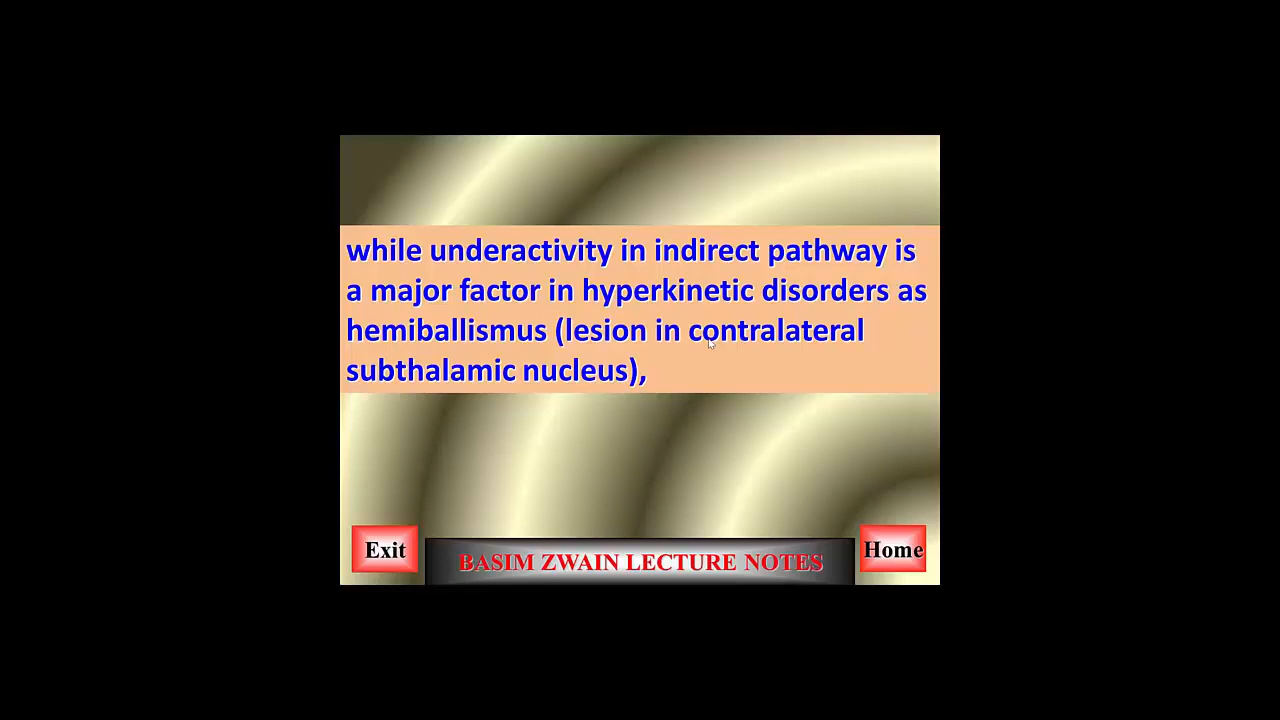 while underactivity in indirect pathway is
a major factor in hyperkinetic disorders as
hemiballismus (lesion in contralateral
subthalamic nucleus),
Exit
BASIM ZWAIN LECTURE NOTES
Home